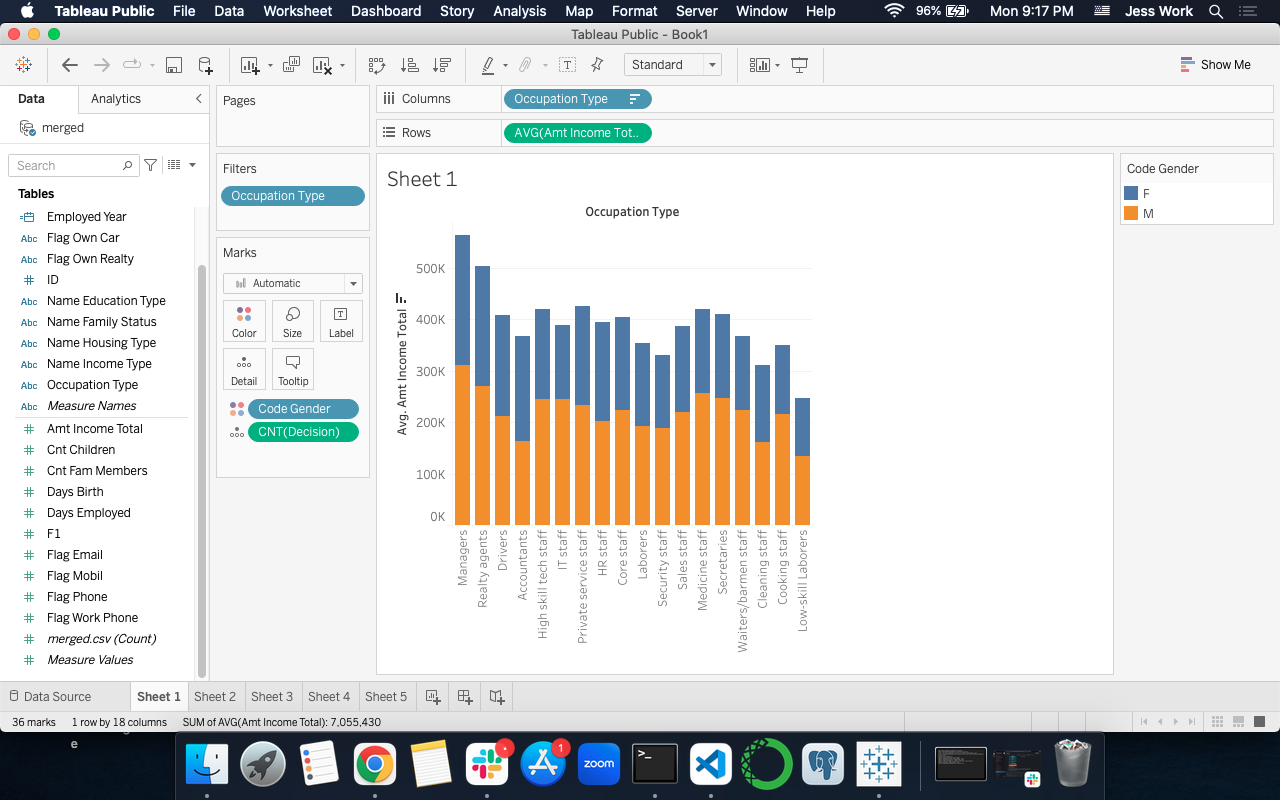 Tableau Public File Data Worksheet Dashboard Story Analysis Map Format Server Window Help 96% Mon 9:17 PM Jess Work
Tableau Public - Book1
Standard Show Me
Data Analytics
merged
Search
Tables
Employed Year
Abc Flag Own Car
Abc Flag Own Realty
# ID
Abc Name Education Type
Abc Name Family Status
Abc Name Housing Type
Abc Name Income Type
Abc Occupation Type
Abc Measure Names
# Amt Income Total
# Cnt Children
# Cnt Fam Members
# Days Birth
# Days Employed
# F1
# Flag Email
# Flag Mobil
# Flag Phone
# Flag Work Phone
# merged.csv (Count)
# Measure Values
Pages
Filters
Occupation Type
Marks
Automatic
Color Size Label
Detail Tooltip
Code Gender
CNT(Decision)
Columns Occupation Type
Rows AVG(Amt Income Tot..
Sheet 1
Occupation Type
Avg. Amt Income Total
500K
400K
300K
200K
100K
0K
Managers
Realty agents
Drivers
Accountants
High skill tech staff
IT staff
Private service staff
HR staff
Core staff
Laborers
Security staff
Sales staff
Medicine staff
Secretaries
Waiters/barmen staff
Cleaning staff
Cooking staff
Low-skill Laborers
Code Gender
F
M
Data Source Sheet 1 Sheet 2 Sheet 3 Sheet 4 Sheet 5
36 marks 1 row by 18 columns SUM of AVG(Amt Income Total): 7,055,430
e
1
zoom